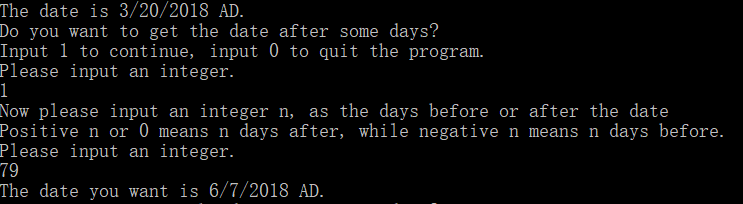 The date is 3/20/2018 AD.
Do you want to get the date after some days?
Input 1 to continue, input 0 to quit the program.
Please input an integer.
1
Now please input an integer n, as the days before or after the date
Positive n or 0 means n days after, while negative n means n days before.
Please input an integer.
79
The date you want is 6/7/2018 AD.